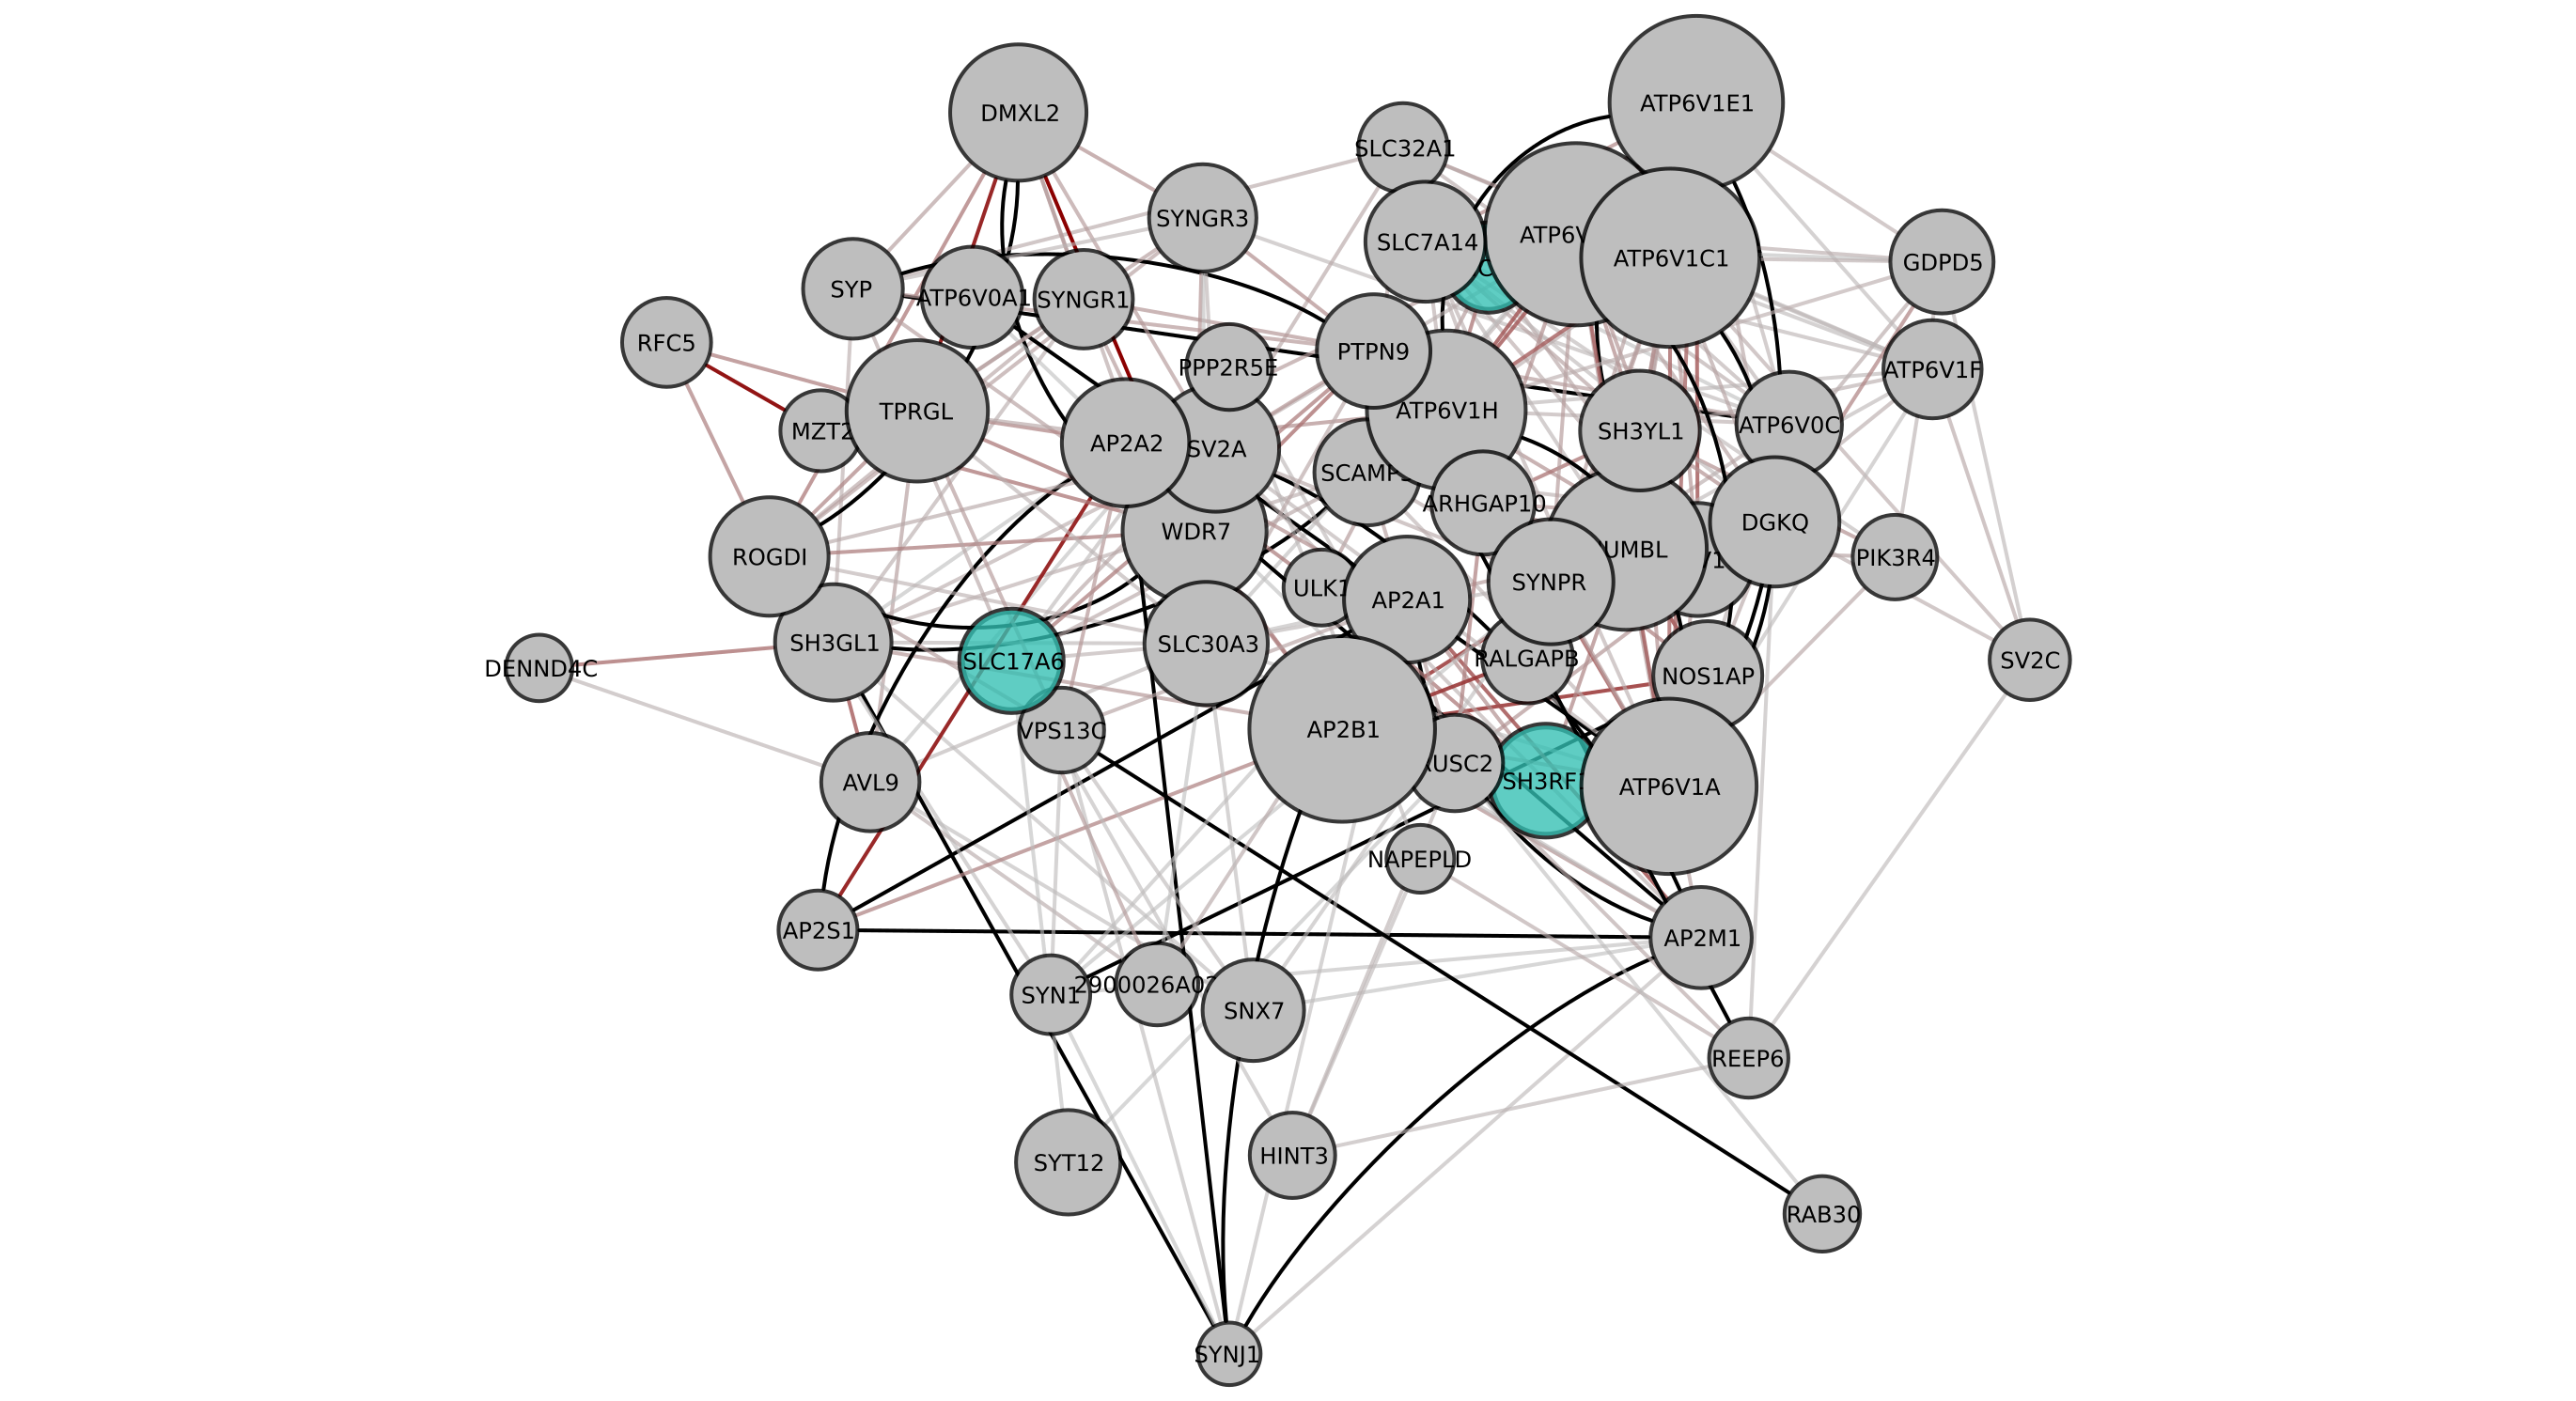 DMXL2
ATP6V1E1
SLC32A1
SYNGR3
SLC7A14
ATP6V
ATP6V1C1
GDPD5
SYP
ATP6V0A1
SYNGR1
RFC5
PTPN9
PPP2R5E
ATP6V1F
TPRGL
ATP6V1H
MZT2
SH3YL1
ATP6V0C
AP2A2
SV2A
SCAMP
ARHGAP10
DGKQ
WDR7
UMBL
ROGDI
PIK3R4
SYNPR
ULK1
AP2A1
SH3GL1
SLC30A3
SLC17A6
RALGAPB
SV2C
DENND4C
NOS1AP
VPS13C
AP2B1
RUSC2
SH3RF
AVL9
ATP6V1A
NAPEPLD
AP2S1
AP2M1
2900026A0
SYN1
SNX7
REEP6
HINT3
SYT12
RAB30
SYNJ1